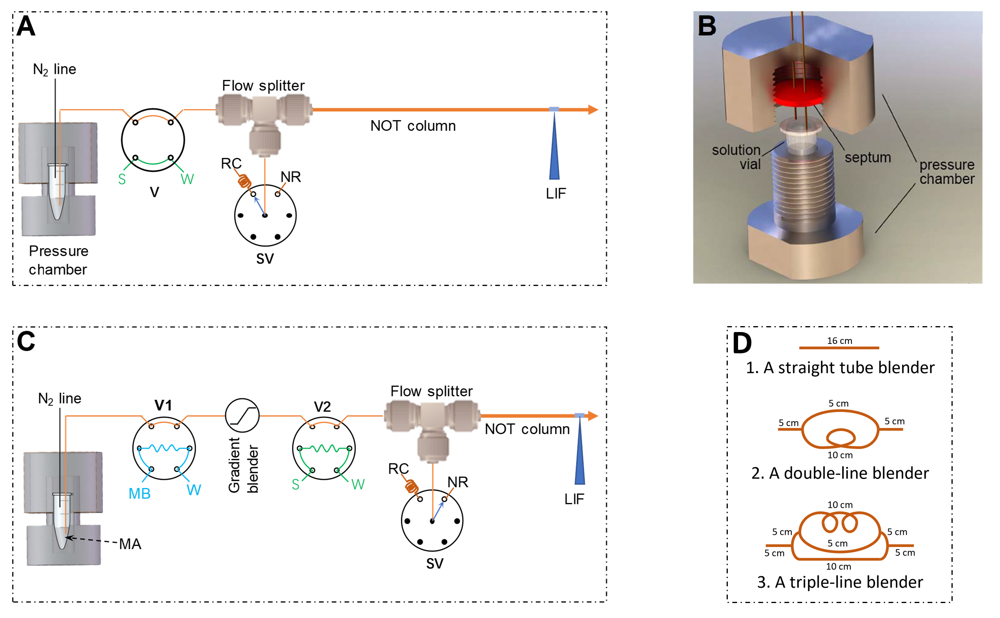 A
N2 line
Flow splitter
NOT column
RC
NR
S
W
V
LIF
SV
Pressure
chamber
B
solution
vial
septum
pressure
chamber
C
N2 line
V1
V2
Flow splitter
NOT column
Gradient
blender
MB
W
S
W
RC
NR
LIF
MA
SV
D
16 cm
1. A straight tube blender
5 cm
5 cm
5 cm
10 cm
2. A double-line blender
10 cm
5 cm
5 cm
5 cm
5 cm
5 cm
10 cm
3. A triple-line blender